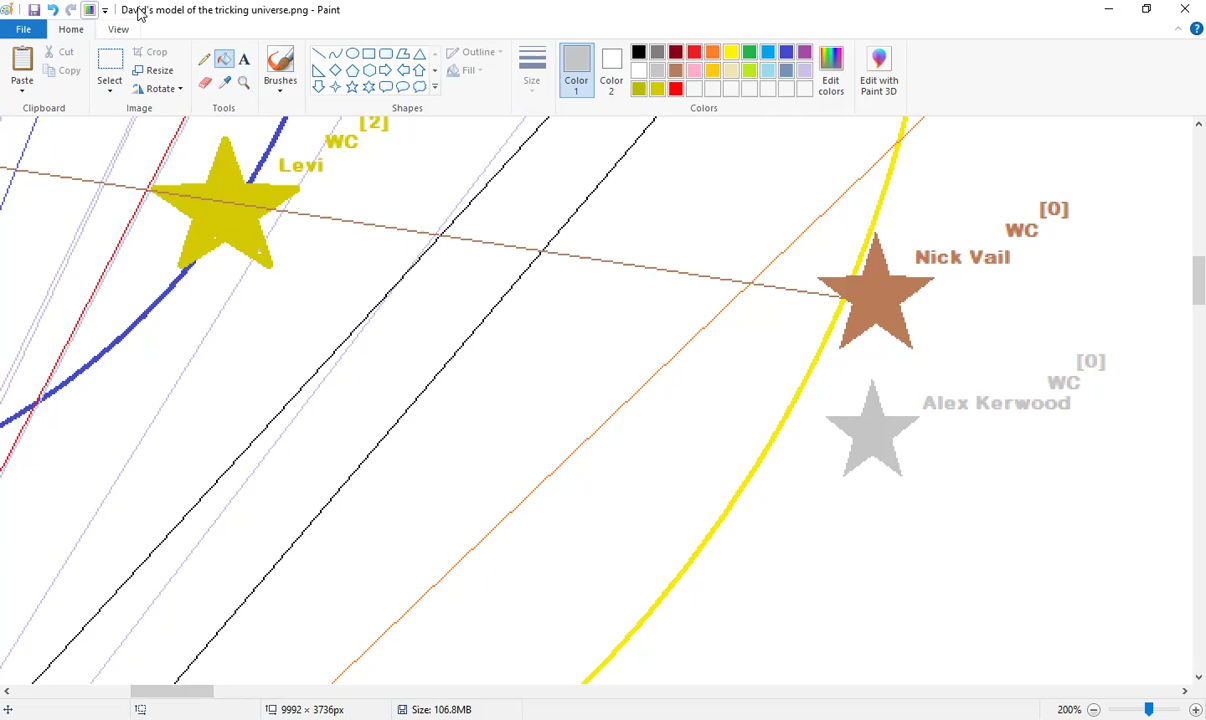 David's model of the tricking universe.png - Paint
File
Home
View
Paste
Cut
Copy
Clipboard
Select
Crop
Resize
Rotate
Image
A
Tools
Brushes
Outline
Fill
Shapes
Size
Color
1
Color
2
Edit
colors
Colors
Edit with
Paint 3D
[2]
WC
Levi
[0]
WC
Nick Vail
[0]
WC
Alex Kerwood
9992 × 3736px
Size: 106.8MB
200%